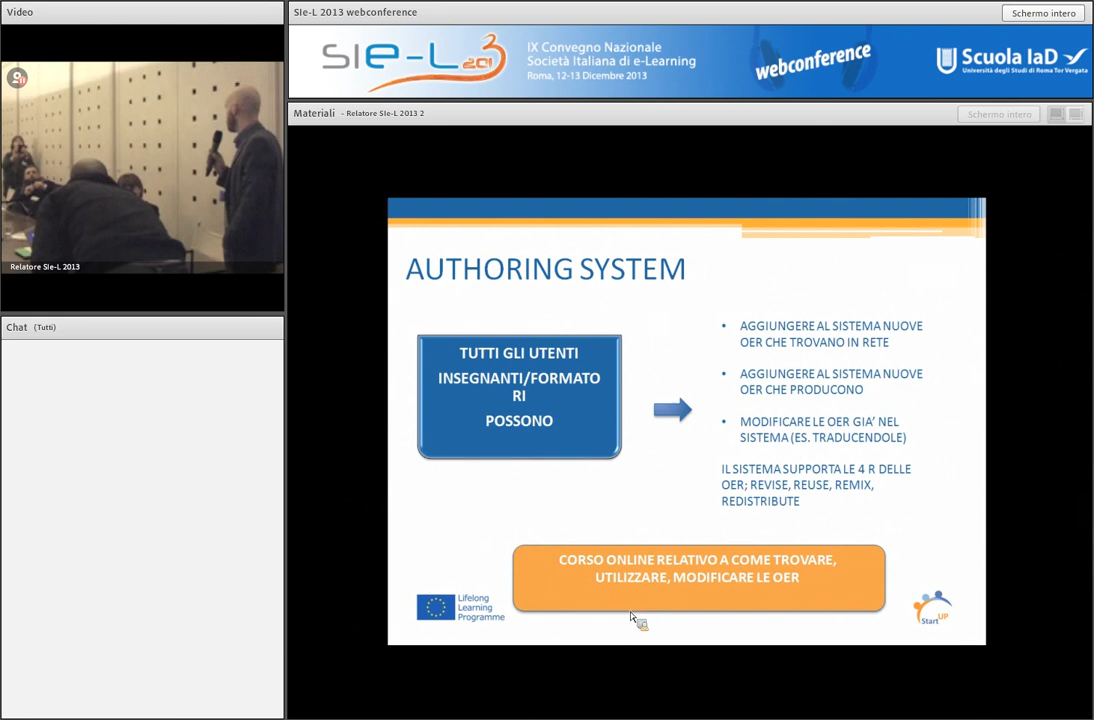 Video
Relatore SIe-L 2013
Chat (Tutti)
SIe-L 2013 webconference
Schermo intero
SIe-L 2013
IX Convegno Nazionale
Società Italiana di e-Learning
Roma, 12-13 Dicembre 2013
webconference
Scuola IaD
Università degli Studi di Roma Tor Vergata
Materiali - Relatore SIe-L 2013 2
Schermo intero
AUTHORING SYSTEM
TUTTI GLI UTENTI
INSEGNANTI/FORMATO
RI
POSSONO
• AGGIUNGERE AL SISTEMA NUOVE
OER CHE TROVANO IN RETE
• AGGIUNGERE AL SISTEMA NUOVE
OER CHE PRODUCONO
• MODIFICARE LE OER GIA’ NEL
SISTEMA (ES. TRADUCENDOLE)
IL SISTEMA SUPPORTA LE 4 R DELLE
OER; REVISE, REUSE, REMIX,
REDISTRIBUTE
CORSO ONLINE RELATIVO A COME TROVARE,
UTILIZZARE, MODIFICARE LE OER
Lifelong
Learning
Programme
Start UP